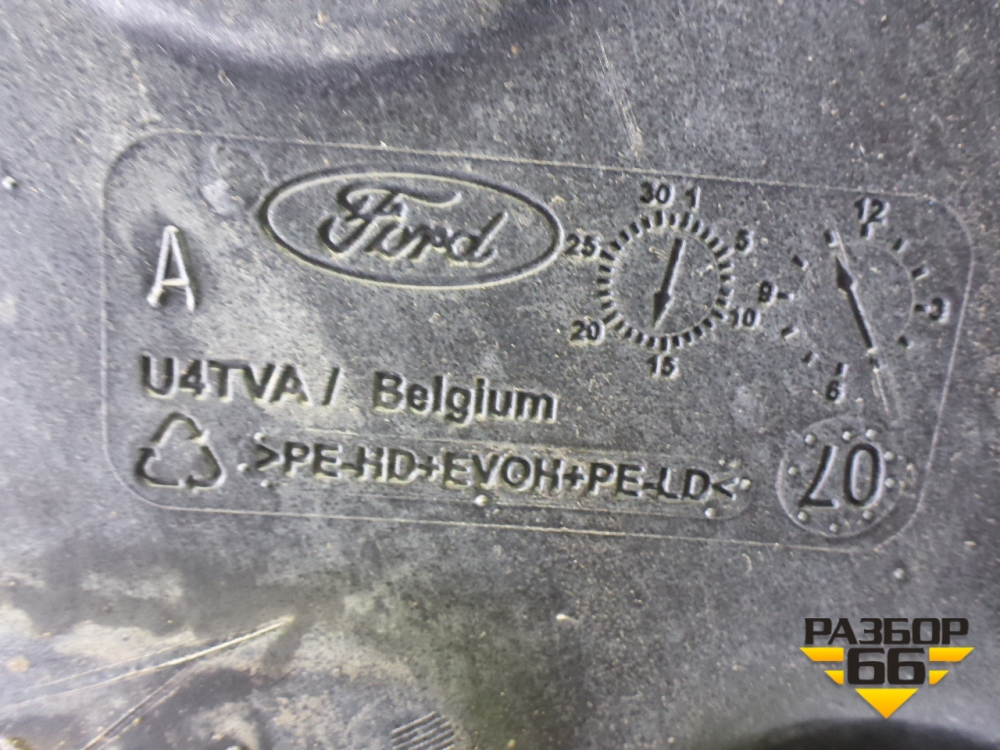 A
Ford
30 1
5
10
15
20
25
12
3
6
9
U4TVA / Belgium
>PE-HD+EVOH+PE-LD<
07
РАЗБОР
66